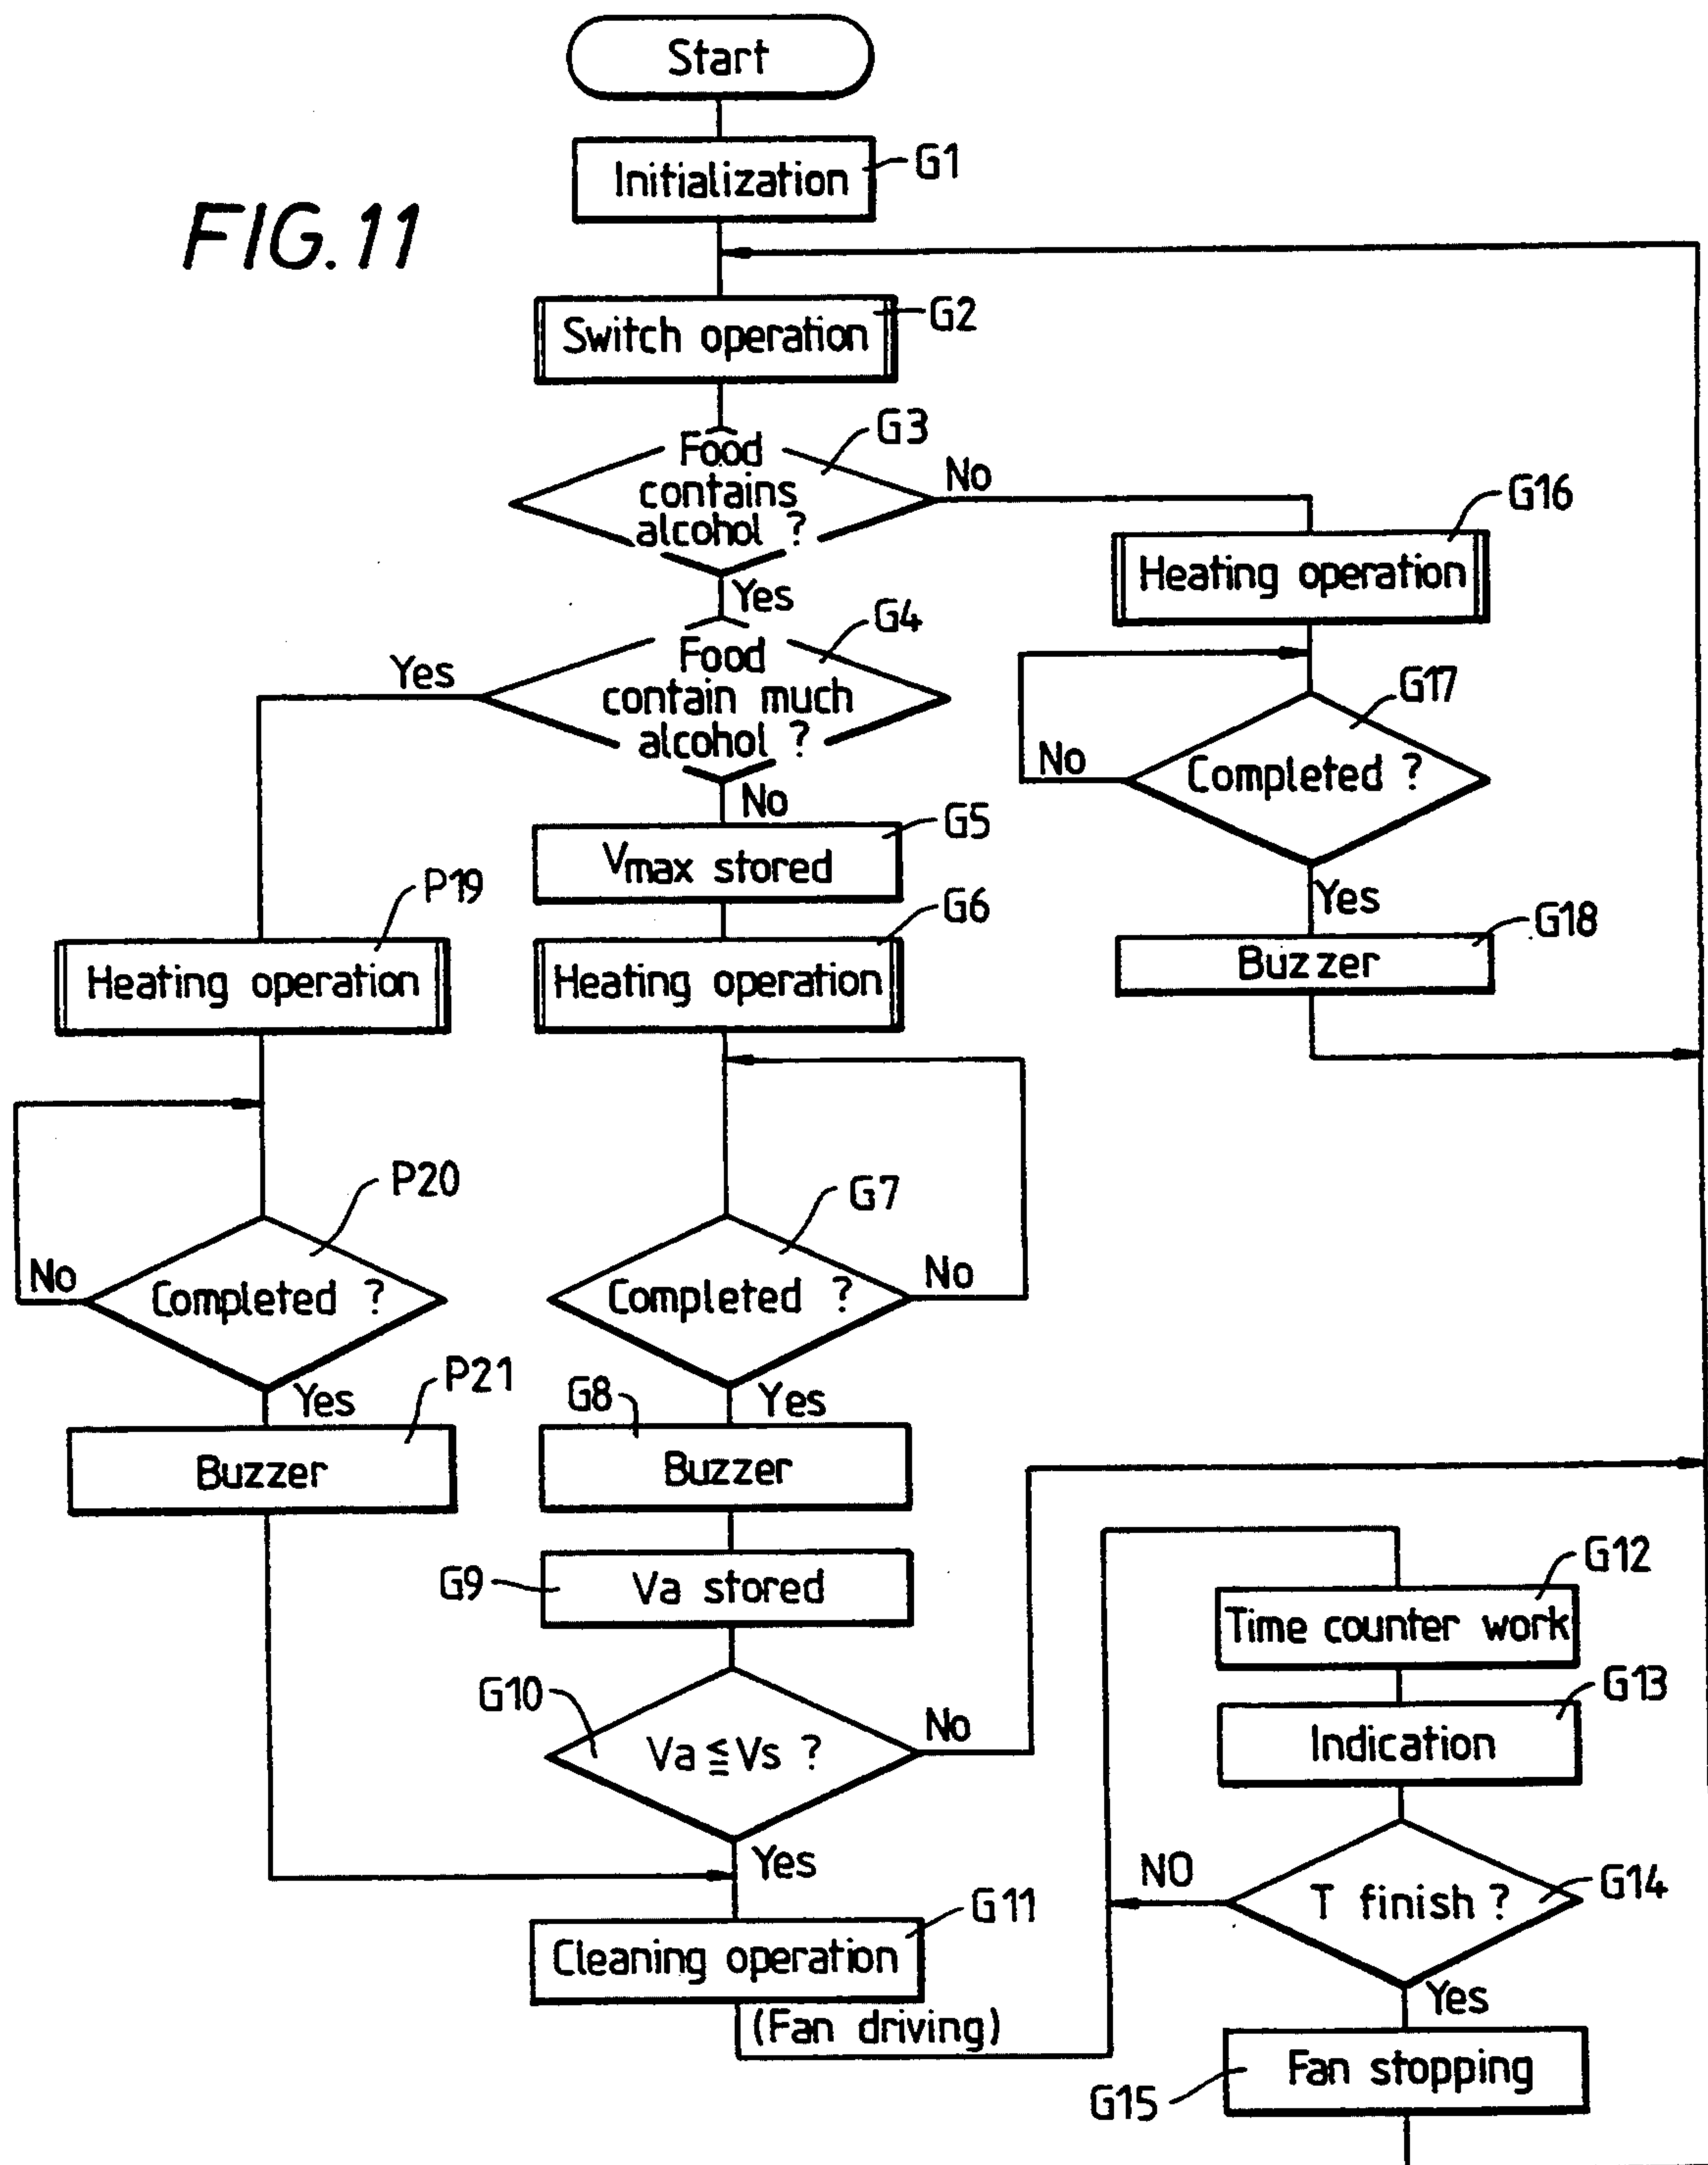 Start
Initialization
G1
FIG.11
Switch operation
G2
Food
contains
alcohol ?
G3
No
Yes
G16
Heating operation
Food
contain much
alcohol ?
G4
Yes
No
G17
Completed ?
No
Yes
Vmax stored
G5
P19
Heating operation
G6
Heating operation
G18
Buzzer
P20
Completed ?
No
Yes
G7
Completed ?
No
Yes
P21
Buzzer
G8
Buzzer
G9
Va stored
G10
Va ≦ Vs ?
No
Yes
G11
Cleaning operation
(Fan driving)
G12
Time counter work
G13
Indication
NO
T finish ?
G14
Yes
Fan stopping
G15